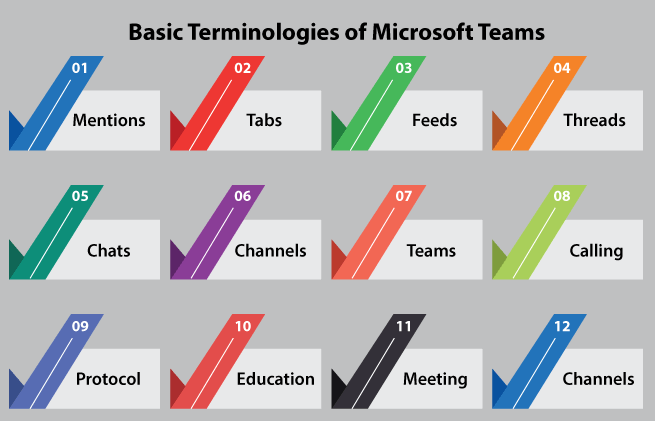 Basic Terminologies of Microsoft Teams
01
Mentions
02
Tabs
03
Feeds
04
Threads
05
Chats
06
Channels
07
Teams
08
Calling
09
Protocol
10
Education
11
Meeting
12
Channels